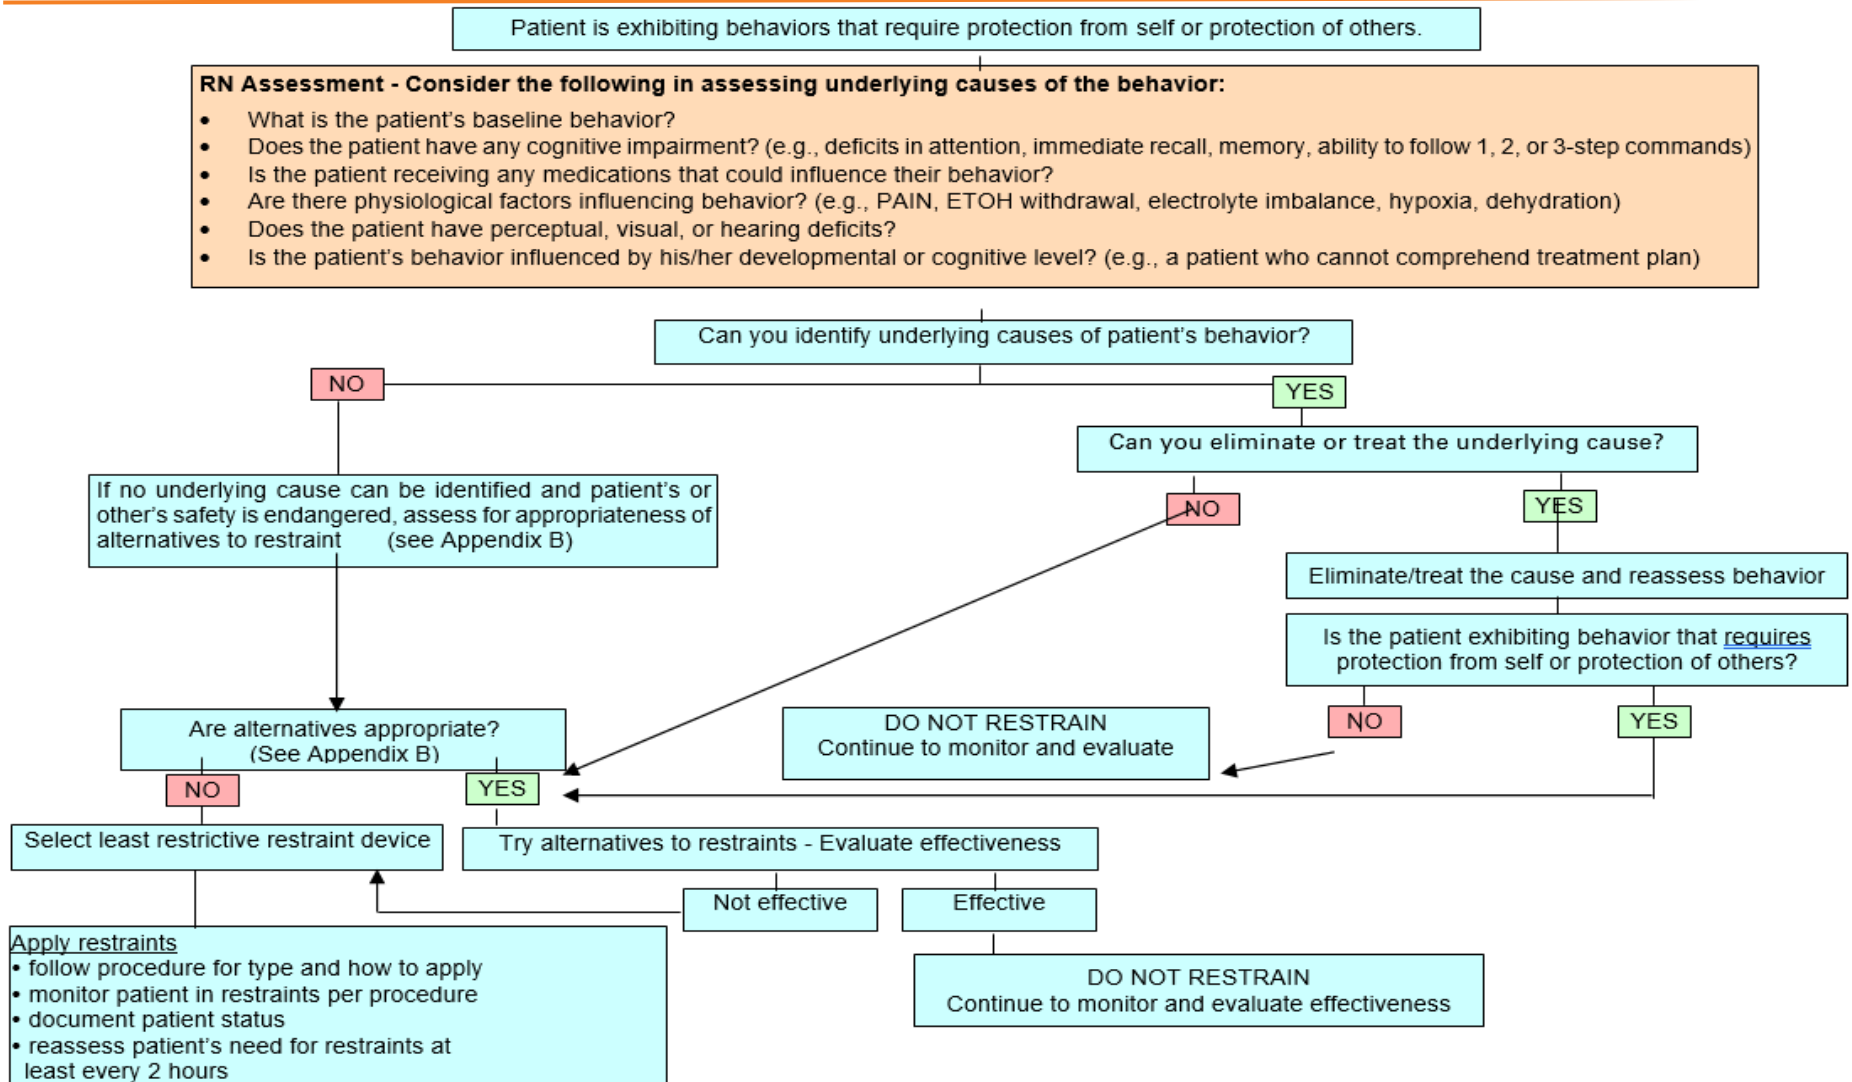 Patient is exhibiting behaviors that require protection from self or protection of others.
RN Assessment - Consider the following in assessing underlying causes of the behavior:
• What is the patient's baseline behavior?
• Does the patient have any cognitive impairment? (e.g., deficits in attention, immediate recall, memory, ability to follow 1, 2, or 3-step commands)
• Is the patient receiving any medications that could influence their behavior?
• Are there physiological factors influencing behavior? (e.g., PAIN, ETOH withdrawal, electrolyte imbalance, hypoxia, dehydration)
• Does the patient have perceptual, visual, or hearing deficits?
• Is the patient's behavior influenced by his/her developmental or cognitive level? (e.g., a patient who cannot comprehend treatment plan)
Can you identify underlying causes of patient's behavior?
NO
YES
Can you eliminate or treat the underlying cause?
If no underlying cause can be identified and patient's or
other's safety is endangered, assess for appropriateness of
alternatives to restraint (see Appendix B)
NO
YES
Eliminate/treat the cause and reassess behavior
Is the patient exhibiting behavior that requires
protection from self or protection of others?
NO
YES
DO NOT RESTRAIN
Continue to monitor and evaluate
Are alternatives appropriate?
(See Appendix B)
NO
YES
Select least restrictive restraint device
Try alternatives to restraints - Evaluate effectiveness
Not effective
Effective
Apply restraints
• follow procedure for type and how to apply
• monitor patient in restraints per procedure
• document patient status
• reassess patient's need for restraints at
least every 2 hours
DO NOT RESTRAIN
Continue to monitor and evaluate effectiveness